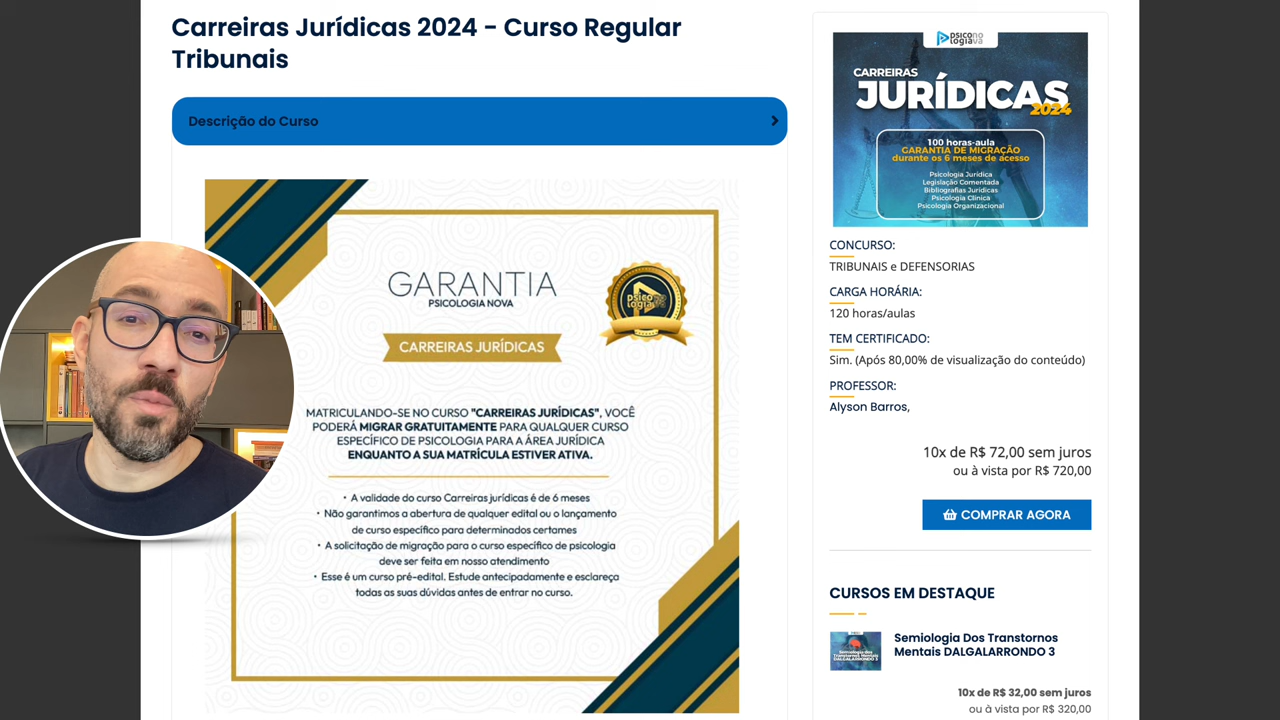 Carreiras Jurídicas 2024 - Curso Regular
Tribunais
Descrição do Curso
GARANTIA
PSICOLOGIA NOVA
CARREIRAS JURÍDICAS
MATRICULANDO-SE NO CURSO "CARREIRAS JURÍDICAS", VOCÊ
PODERÁ MIGRAR GRATUITAMENTE PARA QUALQUER CURSO
ESPECÍFICO DE PSICOLOGIA PARA A ÁREA JURÍDICA
ENQUANTO A SUA MATRÍCULA ESTIVER ATIVA.
• A validade do curso Carreiras jurídicas é de 6 meses
• Não garantimos a abertura de qualquer edital ou o lançamento
de curso específico para determinados certames
• A solicitação de migração para o curso específico de psicologia
deve ser feita em nosso atendimento
• Esse é um curso pré-edital. Estude antecipadamente e esclareça
todas as suas dúvidas antes de entrar no curso.
psicono
logiava
CARREIRAS
JURÍDICAS
2024
100 horas-aula
GARANTIA DE MIGRAÇÃO
durante os 6 meses de acesso
Psicologia Jurídica
Legislação Comentada
Bibliografias Jurídicas
Psicologia Clínica
Psicologia Organizacional
CONCURSO:
TRIBUNAIS e DEFENSORIAS
CARGA HORÁRIA:
120 horas/aulas
TEM CERTIFICADO:
Sim. (Após 80,00% de visualização do conteúdo)
PROFESSOR:
Alyson Barros,
10x de R$ 72,00 sem juros
ou à vista por R$ 720,00
COMPRAR AGORA
CURSOS EM DESTAQUE
Semiologia Dos Transtornos
Mentais DALGALARRONDO 3
10x de R$ 32,00 sem juros
ou à vista por R$ 320,00